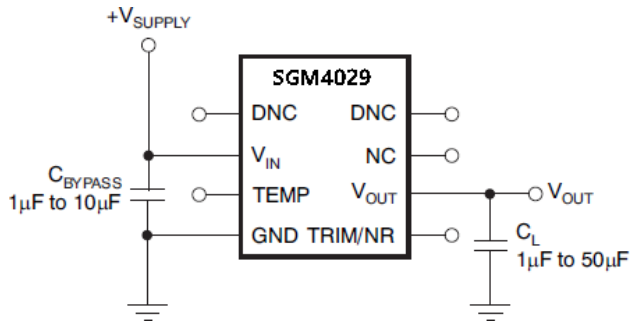 +VSUPPLY
SGM4029
DNC DNC
VIN NC
CBYPASS
1μF to 10μF
TEMP VOUT VOUT
GND TRIM/NR
CL
1μF to 50μF